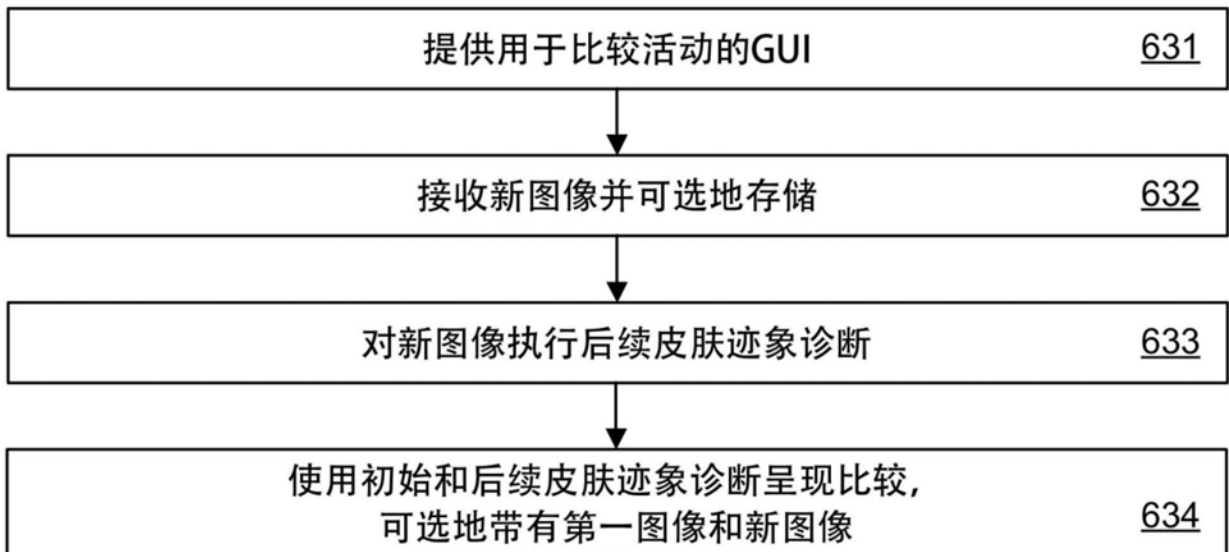 提供用于比较活动的GUI 631
接收新图像并可选地存储 632
对新图像执行后续皮肤迹象诊断 633
使用初始和后续皮肤迹象诊断呈现比较，
可选地带有第一图像和新图像 634